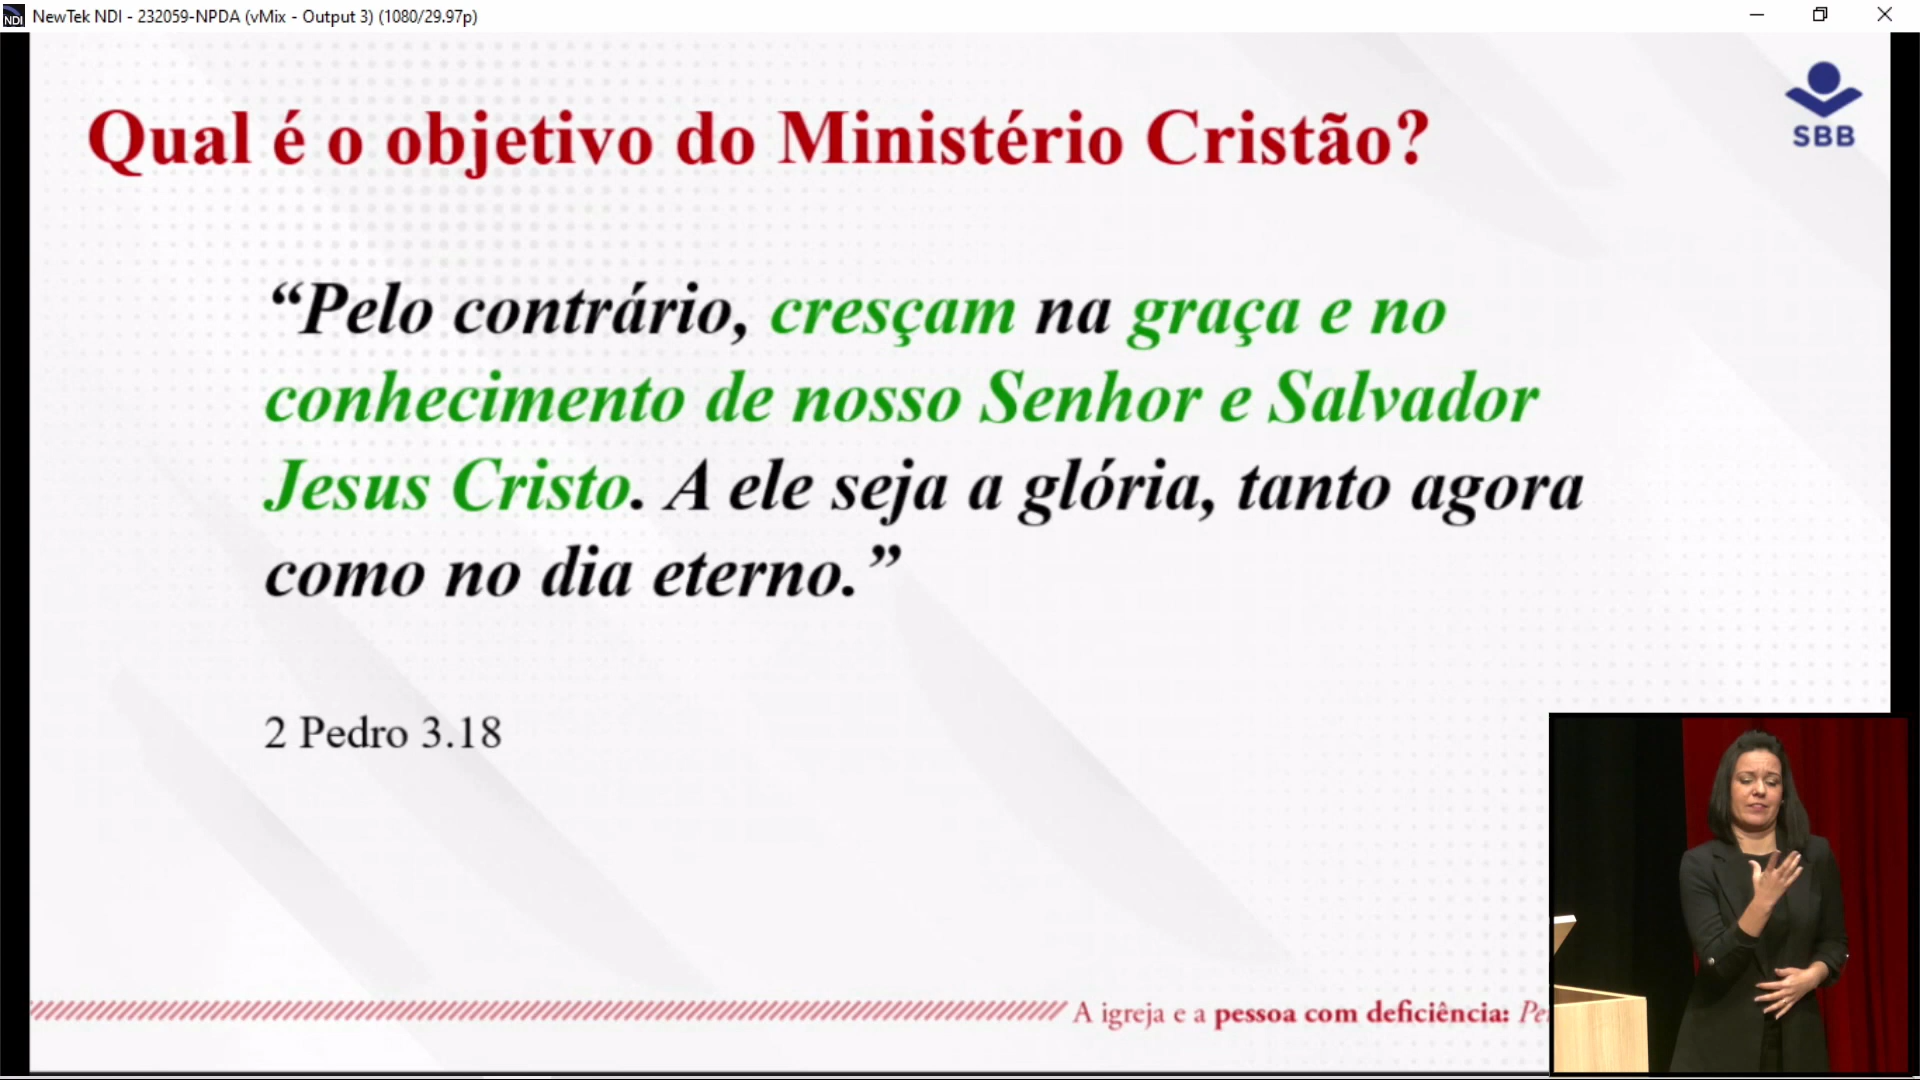 NewTek NDI - 232059-NPDA (vMix - Output 3) (1080/29.97p)
SBB
Qual é o objetivo do Ministério Cristão?
“Pelo contrário, cresçam na graça e no
conhecimento de nosso Senhor e Salvador
Jesus Cristo. A ele seja a glória, tanto agora
como no dia eterno.”
2 Pedro 3.18
A igreja e a pessoa com deficiência: